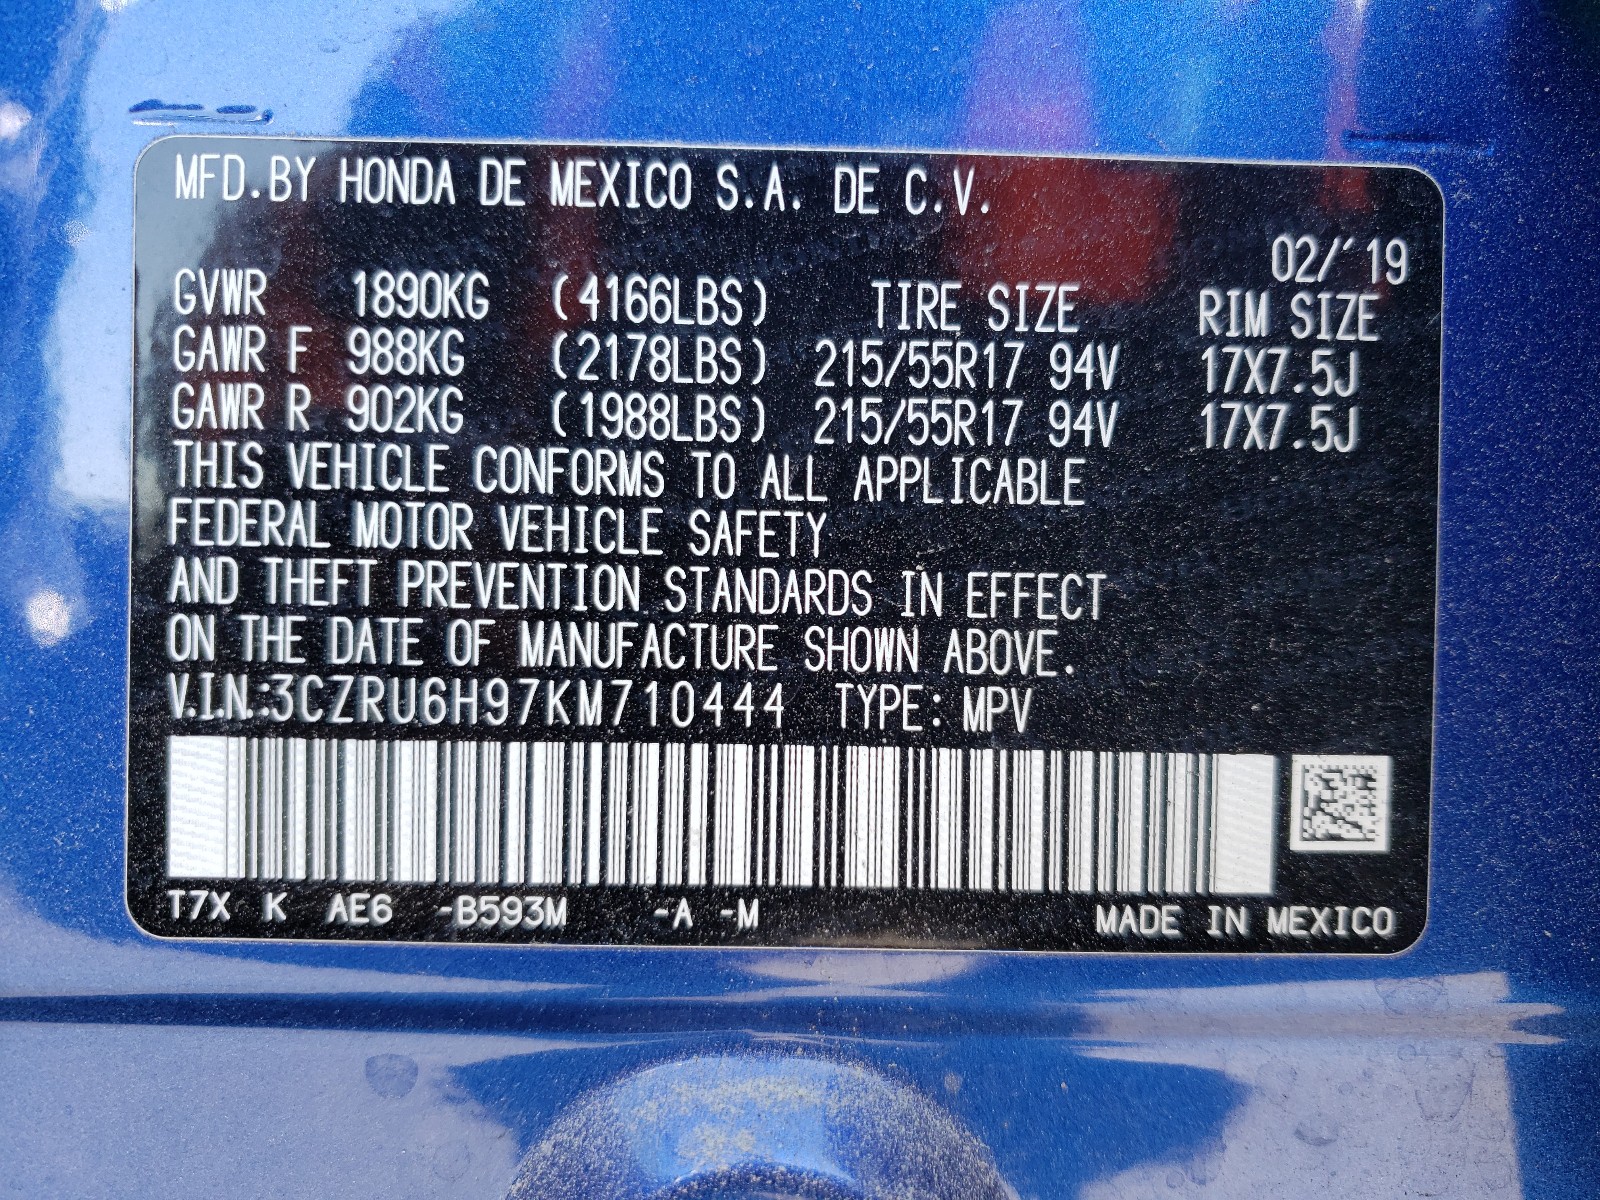 MFD.BY HONDA DE MEXICO S.A. DE C.V.
02/'19
GVWR 1890KG (4166LBS) TIRE SIZE RIM SIZE
GAWR F 988KG (2178LBS) 215/55R17 94V 17X7.5J
GAWR R 902KG (1988LBS) 215/55R17 94V 17X7.5J
THIS VEHICLE CONFORMS TO ALL APPLICABLE
FEDERAL MOTOR VEHICLE SAFETY
AND THEFT PREVENTION STANDARDS IN EFFECT
ON THE DATE OF MANUFACTURE SHOWN ABOVE.
V.I.N.:3CZRU6H97KM710444 TYPE: MPV
T7X K AE6 -B593M -A -M MADE IN MEXICO